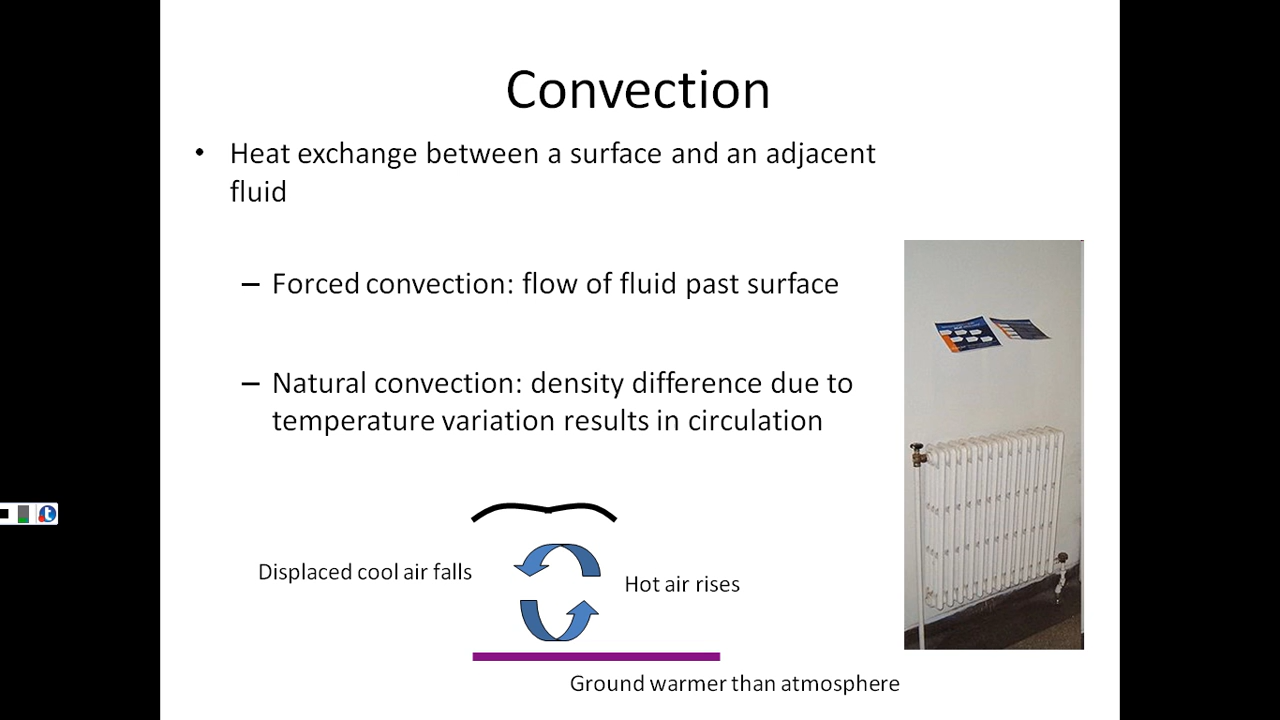 Convection
• Heat exchange between a surface and an adjacent
fluid
– Forced convection: flow of fluid past surface
– Natural convection: density difference due to
temperature variation results in circulation
Displaced cool air falls
Hot air rises
Ground warmer than atmosphere